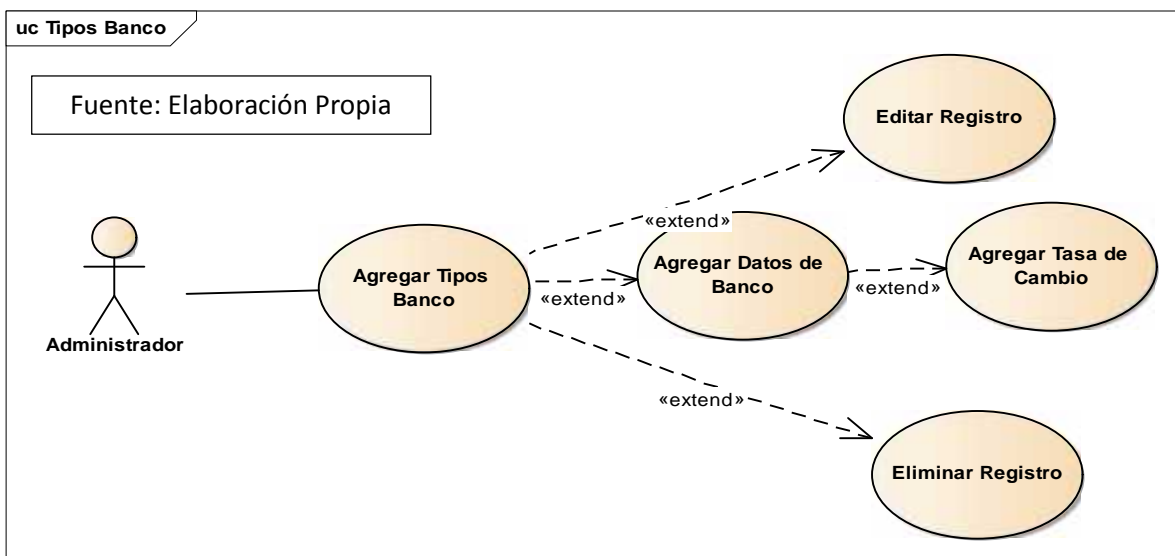 uc Tipos Banco
Fuente: Elaboración Propia
Editar Registro
«extend»
Agregar Tipos
Banco
«extend»
Agregar Datos de
Banco
«extend»
Agregar Tasa de
Cambio
Administrador
«extend»
Eliminar Registro